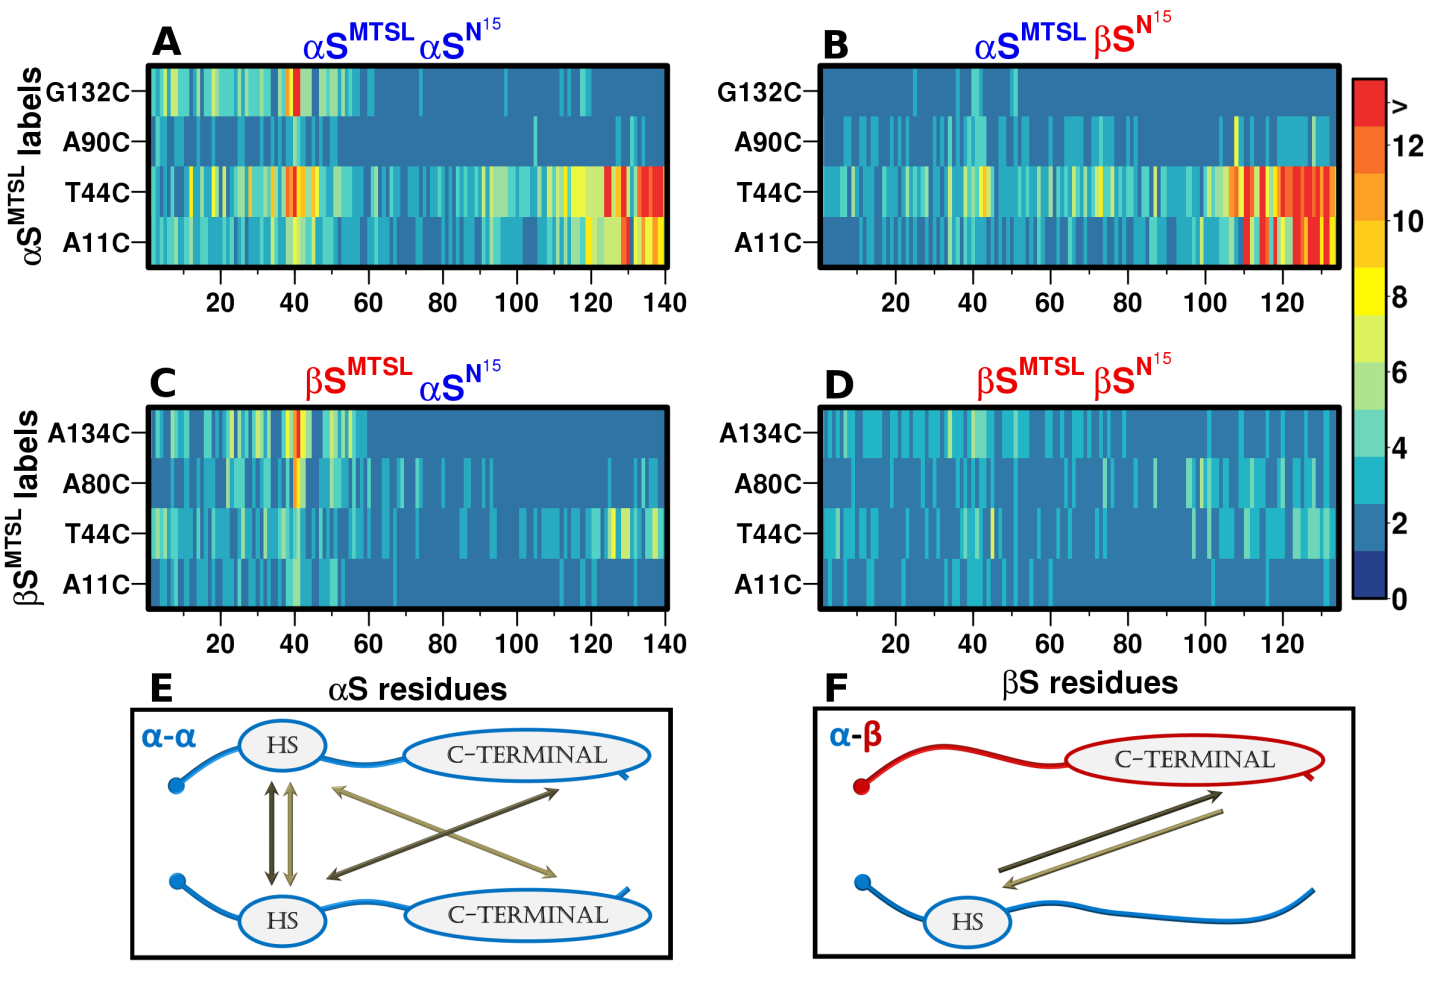 A
αS^MTSL αS^N15
B
αS^MTSL βS^N15
αS^MTSL labels
G132C
A90C
T44C
A11C
20 40 60 80 100 120 140
G132C
A90C
T44C
A11C
20 40 60 80 100 120
>
12
10
8
6
4
2
0
C
βS^MTSL αS^N15
D
βS^MTSL βS^N15
βS^MTSL labels
A134C
A80C
T44C
A11C
20 40 60 80 100 120 140
A134C
A80C
T44C
A11C
20 40 60 80 100 120
E
αS residues
F
βS residues
α-α
HS
C-TERMINAL
HS
C-TERMINAL
α-β
C-TERMINAL
HS